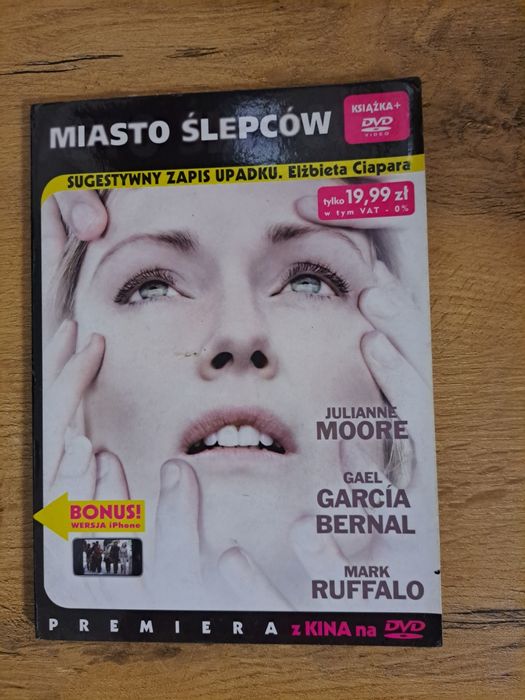 MIASTO ŚLEPCÓW
KSIĄŻKA+
DVD
VIDEO
SUGESTYWNY ZAPIS UPADKU. Elżbieta Ciapara
tylko 19,99 zł
w tym VAT - 0%
JULIANNE
MOORE
GAEL
GARCÍA
BERNAL
MARK
RUFFALO
BONUS!
WERSJA iPhone
PREMIERA z KINA na DVD